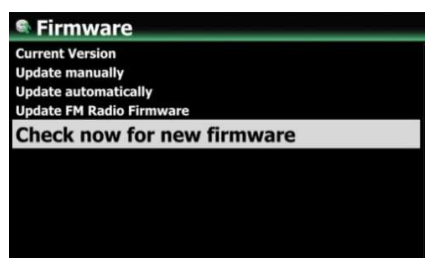 Firmware
Current Version
Update manually
Update automatically
Update FM Radio Firmware
Check now for new firmware